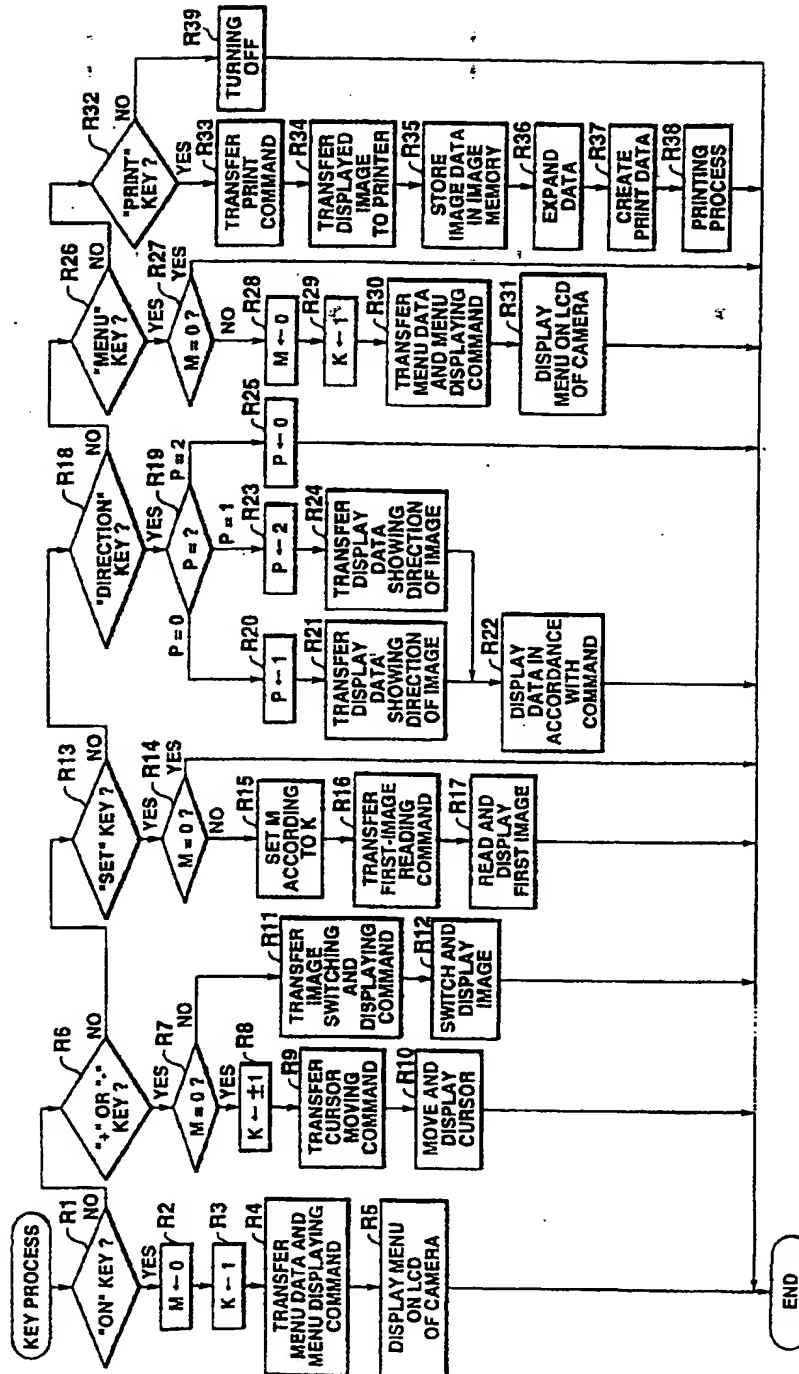 KEY PROCESS
R1
"ON" KEY ?
NO
YES
R2
M ← 0
R3
K ← 1
R4
TRANSFER
MENU DATA AND
MENU DISPLAYING
COMMAND
R5
DISPLAY MENU
ON LCD
OF CAMERA
END
R6
"+" OR "-"
KEY ?
NO
YES
R7
M = 0 ?
NO
YES
R8
K ← ±1
R9
TRANSFER
CURSOR
MOVING
COMMAND
R10
MOVE AND
DISPLAY
CURSOR
R11
TRANSFER
IMAGE
SWITCHING
AND
DISPLAYING
COMMAND
R12
SWITCH AND
DISPLAY
IMAGE
R13
"SET" KEY ?
NO
YES
R14
M = 0 ?
YES
NO
R15
SET M
ACCORDING
TO K
R16
TRANSFER
FIRST-IMAGE
READING
COMMAND
R17
READ AND
DISPLAY
FIRST IMAGE
R18
"DIRECTION"
KEY ?
NO
YES
R19
P = ?
P = 0
P = 1
P = 2
R20
P ← 1
R21
TRANSFER
DISPLAY
DATA
SHOWING
DIRECTION
OF IMAGE
R22
DISPLAY
DATA IN
ACCORDANCE
WITH
COMMAND
R23
P ← 2
R24
TRANSFER
DISPLAY
DATA
SHOWING
DIRECTION
OF IMAGE
R25
P ← 0
R26
"MENU"
KEY ?
NO
YES
R27
M = 0 ?
YES
NO
R28
M ← 0
R29
K ← 1
R30
TRANSFER
MENU DATA
AND MENU
DISPLAYING
COMMAND
R31
DISPLAY
MENU ON LCD
OF CAMERA
R32
"PRINT"
KEY ?
NO
YES
R33
TRANSFER
PRINT
COMMAND
R34
TRANSFER
DISPLAYED
IMAGE
TO PRINTER
R35
STORE
IMAGE DATA
IN IMAGE
MEMORY
R36
EXPAND
DATA
R37
CREATE
PRINT DATA
R38
PRINTING
PROCESS
R39
TURNING
OFF